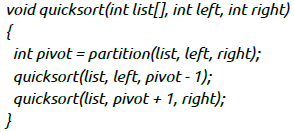 void quicksort(int list[], int left, int right)
{
int pivot = partition(list, left, right);
quicksort(list, left, pivot - 1);
quicksort(list, pivot + 1, right);
}